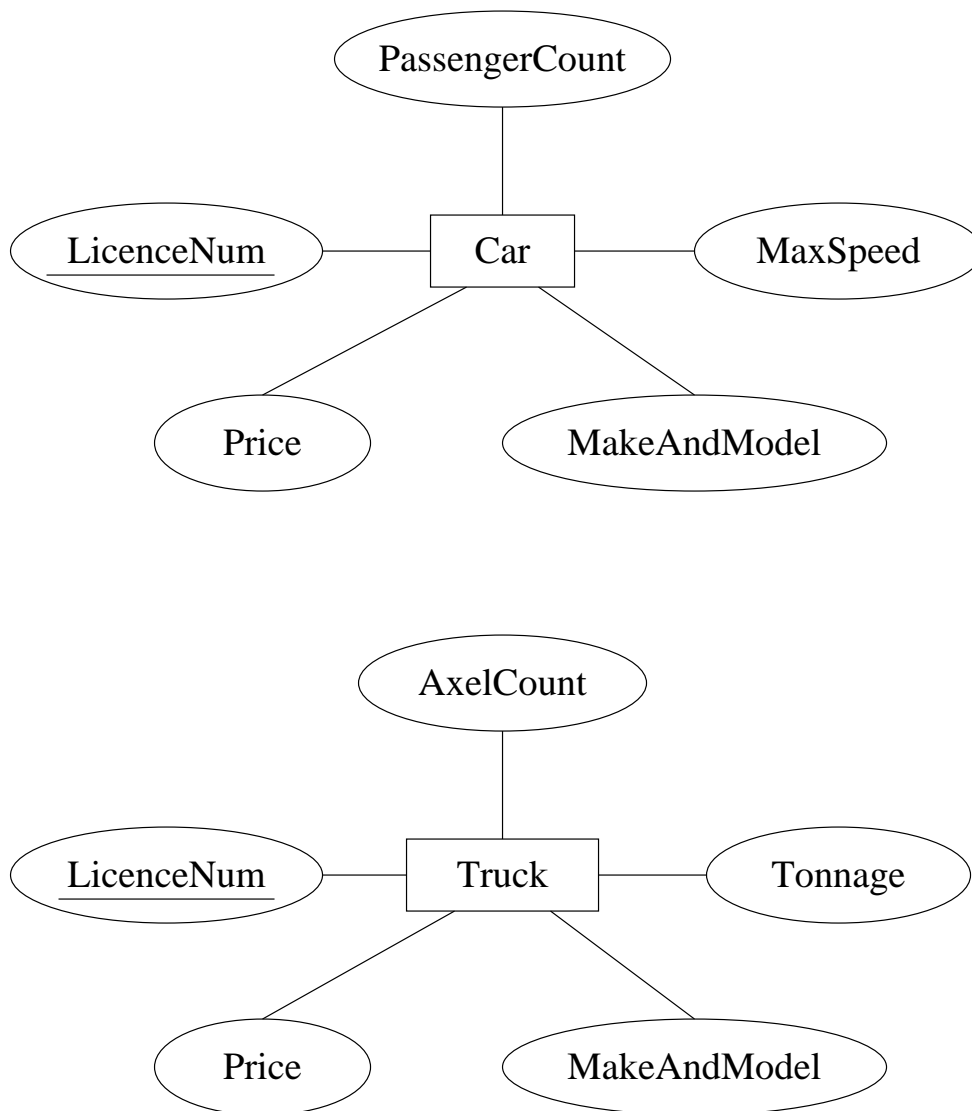 PassengerCount
LicenceNum
Car
MaxSpeed
Price
MakeAndModel
AxelCount
LicenceNum
Truck
Tonnage
Price
MakeAndModel